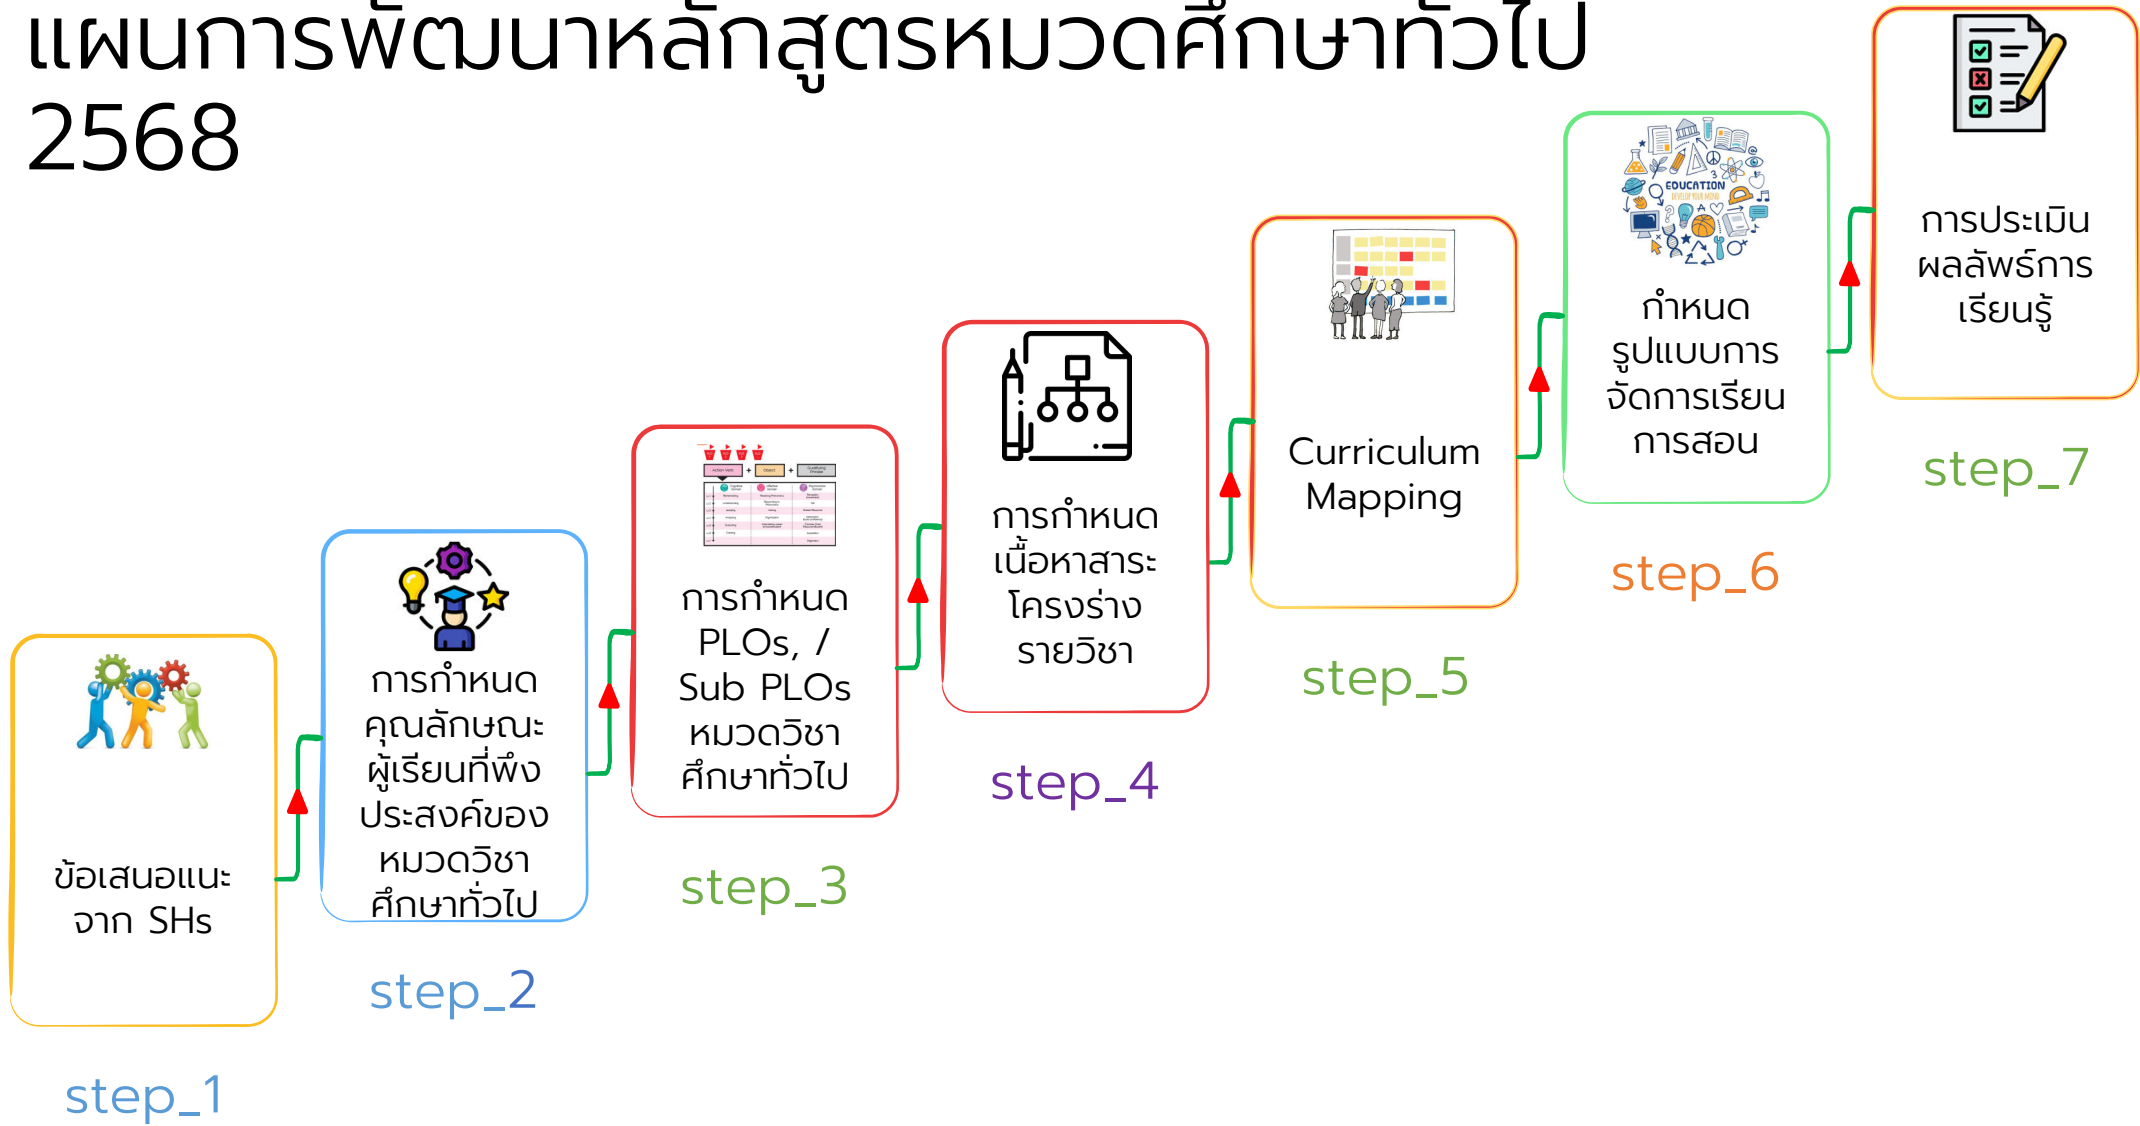 แผนการพัฒนาหลักสูตรหมวดศึกษาทั่วไป
2568
ข้อเสนอแนะ
จาก SHs
step_1
การกำหนด
คุณลักษณะ
ผู้เรียนที่พึง
ประสงค์ของ
หมวดวิชา
ศึกษาทั่วไป
step_2
Action Verb + Object + Qualifying
Phrase
การกำหนด
PLOs, /
Sub PLOs
หมวดวิชา
ศึกษาทั่วไป
step_3
การกำหนด
เนื้อหาสาระ
โครงร่าง
รายวิชา
step_4
Curriculum
Mapping
step_5
EDUCATION
DEVELOP YOUR MIND
กำหนด
รูปแบบการ
จัดการเรียน
การสอน
step_6
การประเมิน
ผลลัพธ์การ
เรียนรู้
step_7